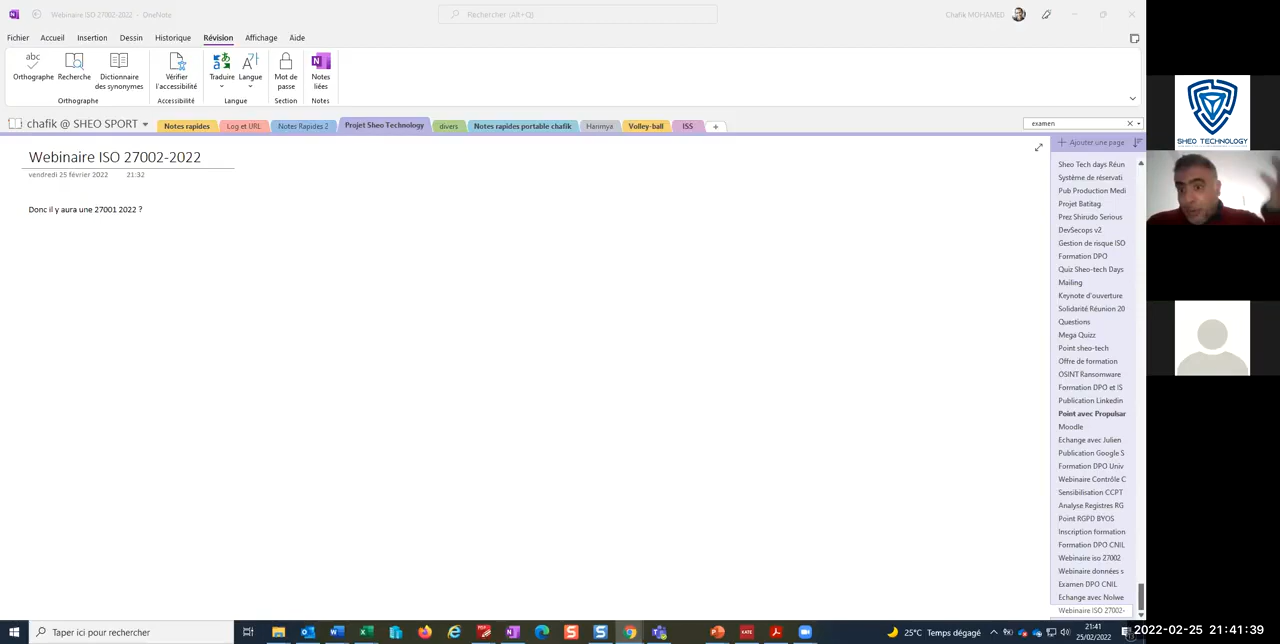 Webinaire ISO 27002-2022 - OneNote
Rechercher (Alt+Q)
Chafik MOHAMED
Fichier Accueil Insertion Dessin Historique Révision Affichage Aide
abc
Orthographe Recherche Dictionnaire des synonymes
Vérifier l'accessibilité
Traduire Langue
Mot de passe
Notes liées
Orthographe Accessibilité Langue Section Notes
chafik @ SHEO SPORT
Notes rapides Log et URL Notes Rapides 2 Projet Sheo Technology divers Notes rapides portable chafik Harimya Volley-ball ISS +
examen
Webinaire ISO 27002-2022
vendredi 25 février 2022 21:32
Donc il y aura une 27001 2022 ?
Ajouter une page
Sheo Tech days Réun
Système de réservati
Pub Production Medi
Projet Batitag
Prez Shirudo Serious
DevSecops v2
Gestion de risque ISO
Formation DPO
Quiz Sheo-tech Days
Mailing
Keynote d'ouverture
Solidarité Réunion 20
Questions
Mega Quizz
Point sheo-tech
Offre de formation
OSINT Ransomware
Formation DPO et IS
Publication Linkedin
Point avec Propulsar
Moodle
Echange avec Julien
Publication Google S
Formation DPO Univ
Webinaire Contrôle C
Sensibilisation CCPT
Analyse Registres RG
Point RGPD BYOS
Inscription formation
Formation DPO CNIL
Webinaire iso 27002
Webinaire données s
Examen DPO CNIL
Echange avec Nolwe
Webinaire ISO 27002-
SHEO TECHNOLOGY
Taper ici pour rechercher
25°C Temps dégagé
21:41
25/02/2022
2022-02-25 21:41:39